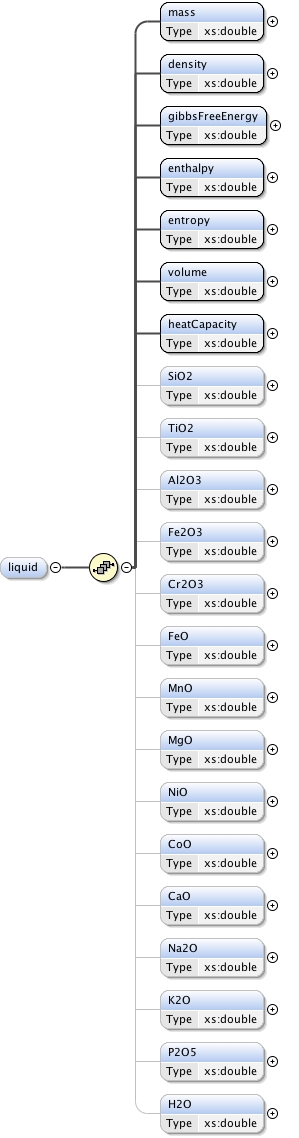 mass
Type xs:double
density
Type xs:double
gibbsFreeEnergy
Type xs:double
enthalpy
Type xs:double
entropy
Type xs:double
volume
Type xs:double
heatCapacity
Type xs:double
SiO2
Type xs:double
TiO2
Type xs:double
Al2O3
Type xs:double
Fe2O3
Type xs:double
liquid
Cr2O3
Type xs:double
FeO
Type xs:double
MnO
Type xs:double
MgO
Type xs:double
NiO
Type xs:double
CoO
Type xs:double
CaO
Type xs:double
Na2O
Type xs:double
K2O
Type xs:double
P2O5
Type xs:double
H2O
Type xs:double